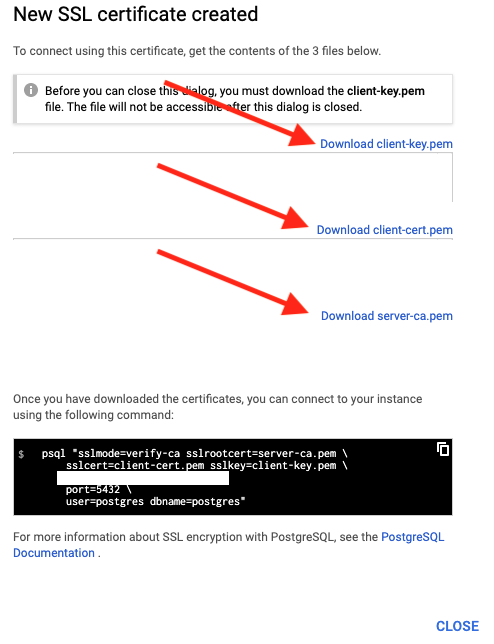 New SSL certificate created
To connect using this certificate, get the contents of the 3 files below.
Before you can close this dialog, you must download the client-key.pem
file. The file will not be accessible after this dialog is closed.
Download client-key.pem
Download client-cert.pem
Download server-ca.pem
Once you have downloaded the certificates, you can connect to your instance
using the following command:
$ psql "sslmode=verify-ca sslrootcert=server-ca.pem \
sslcert=client-cert.pem sslkey=client-key.pem \
port=5432 \
user=postgres dbname=postgres"
For more information about SSL encryption with PostgreSQL, see the PostgreSQL
Documentation .
CLOSE